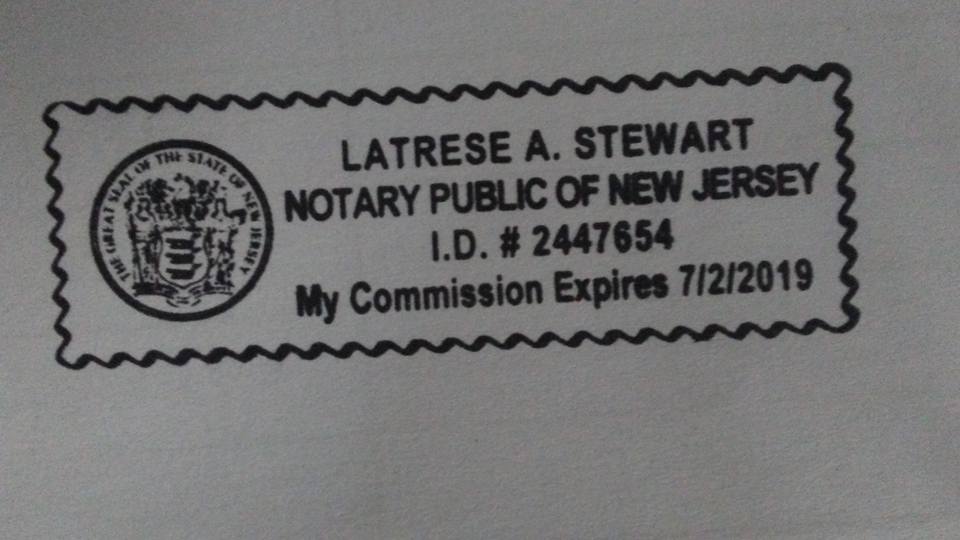 THE GREAT SEAL OF THE STATE OF NEW JERSEY
LATRESE A. STEWART
NOTARY PUBLIC OF NEW JERSEY
I.D. # 2447654
My Commission Expires 7/2/2019